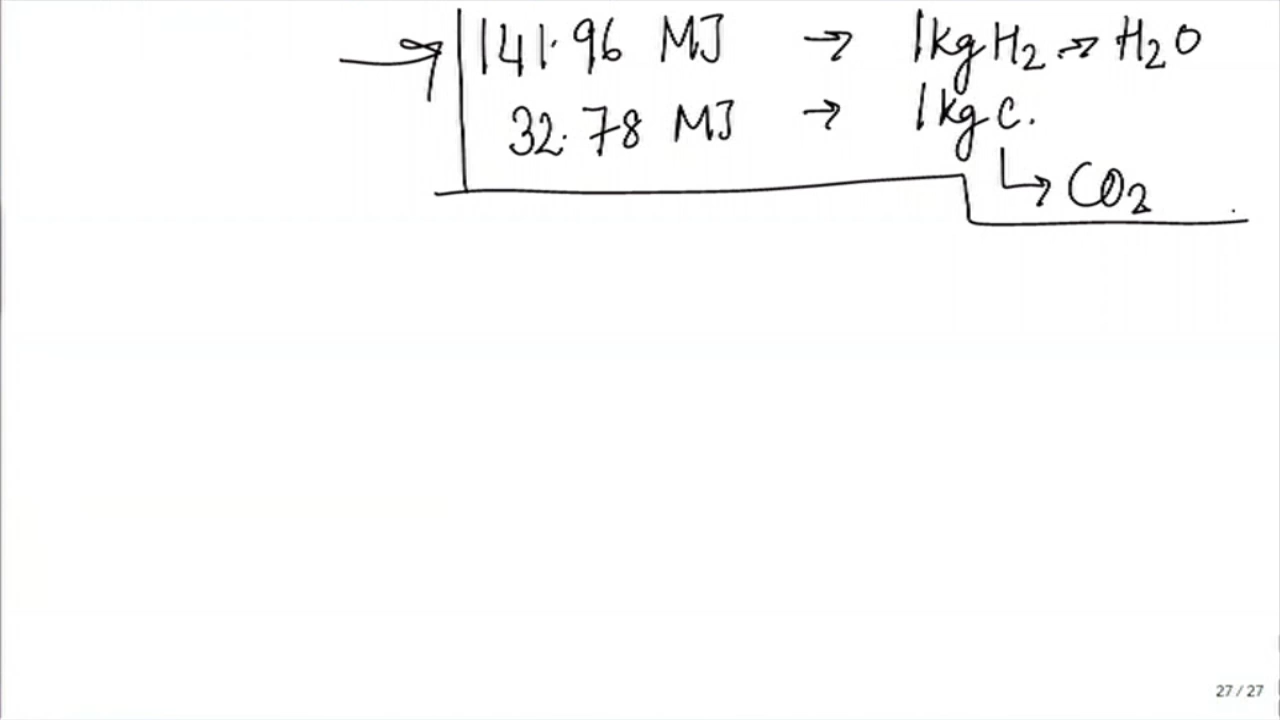 141.96 MJ → 1kg H₂ → H₂O
32.78 MJ → 1kg C.
↳ CO₂
27 / 27